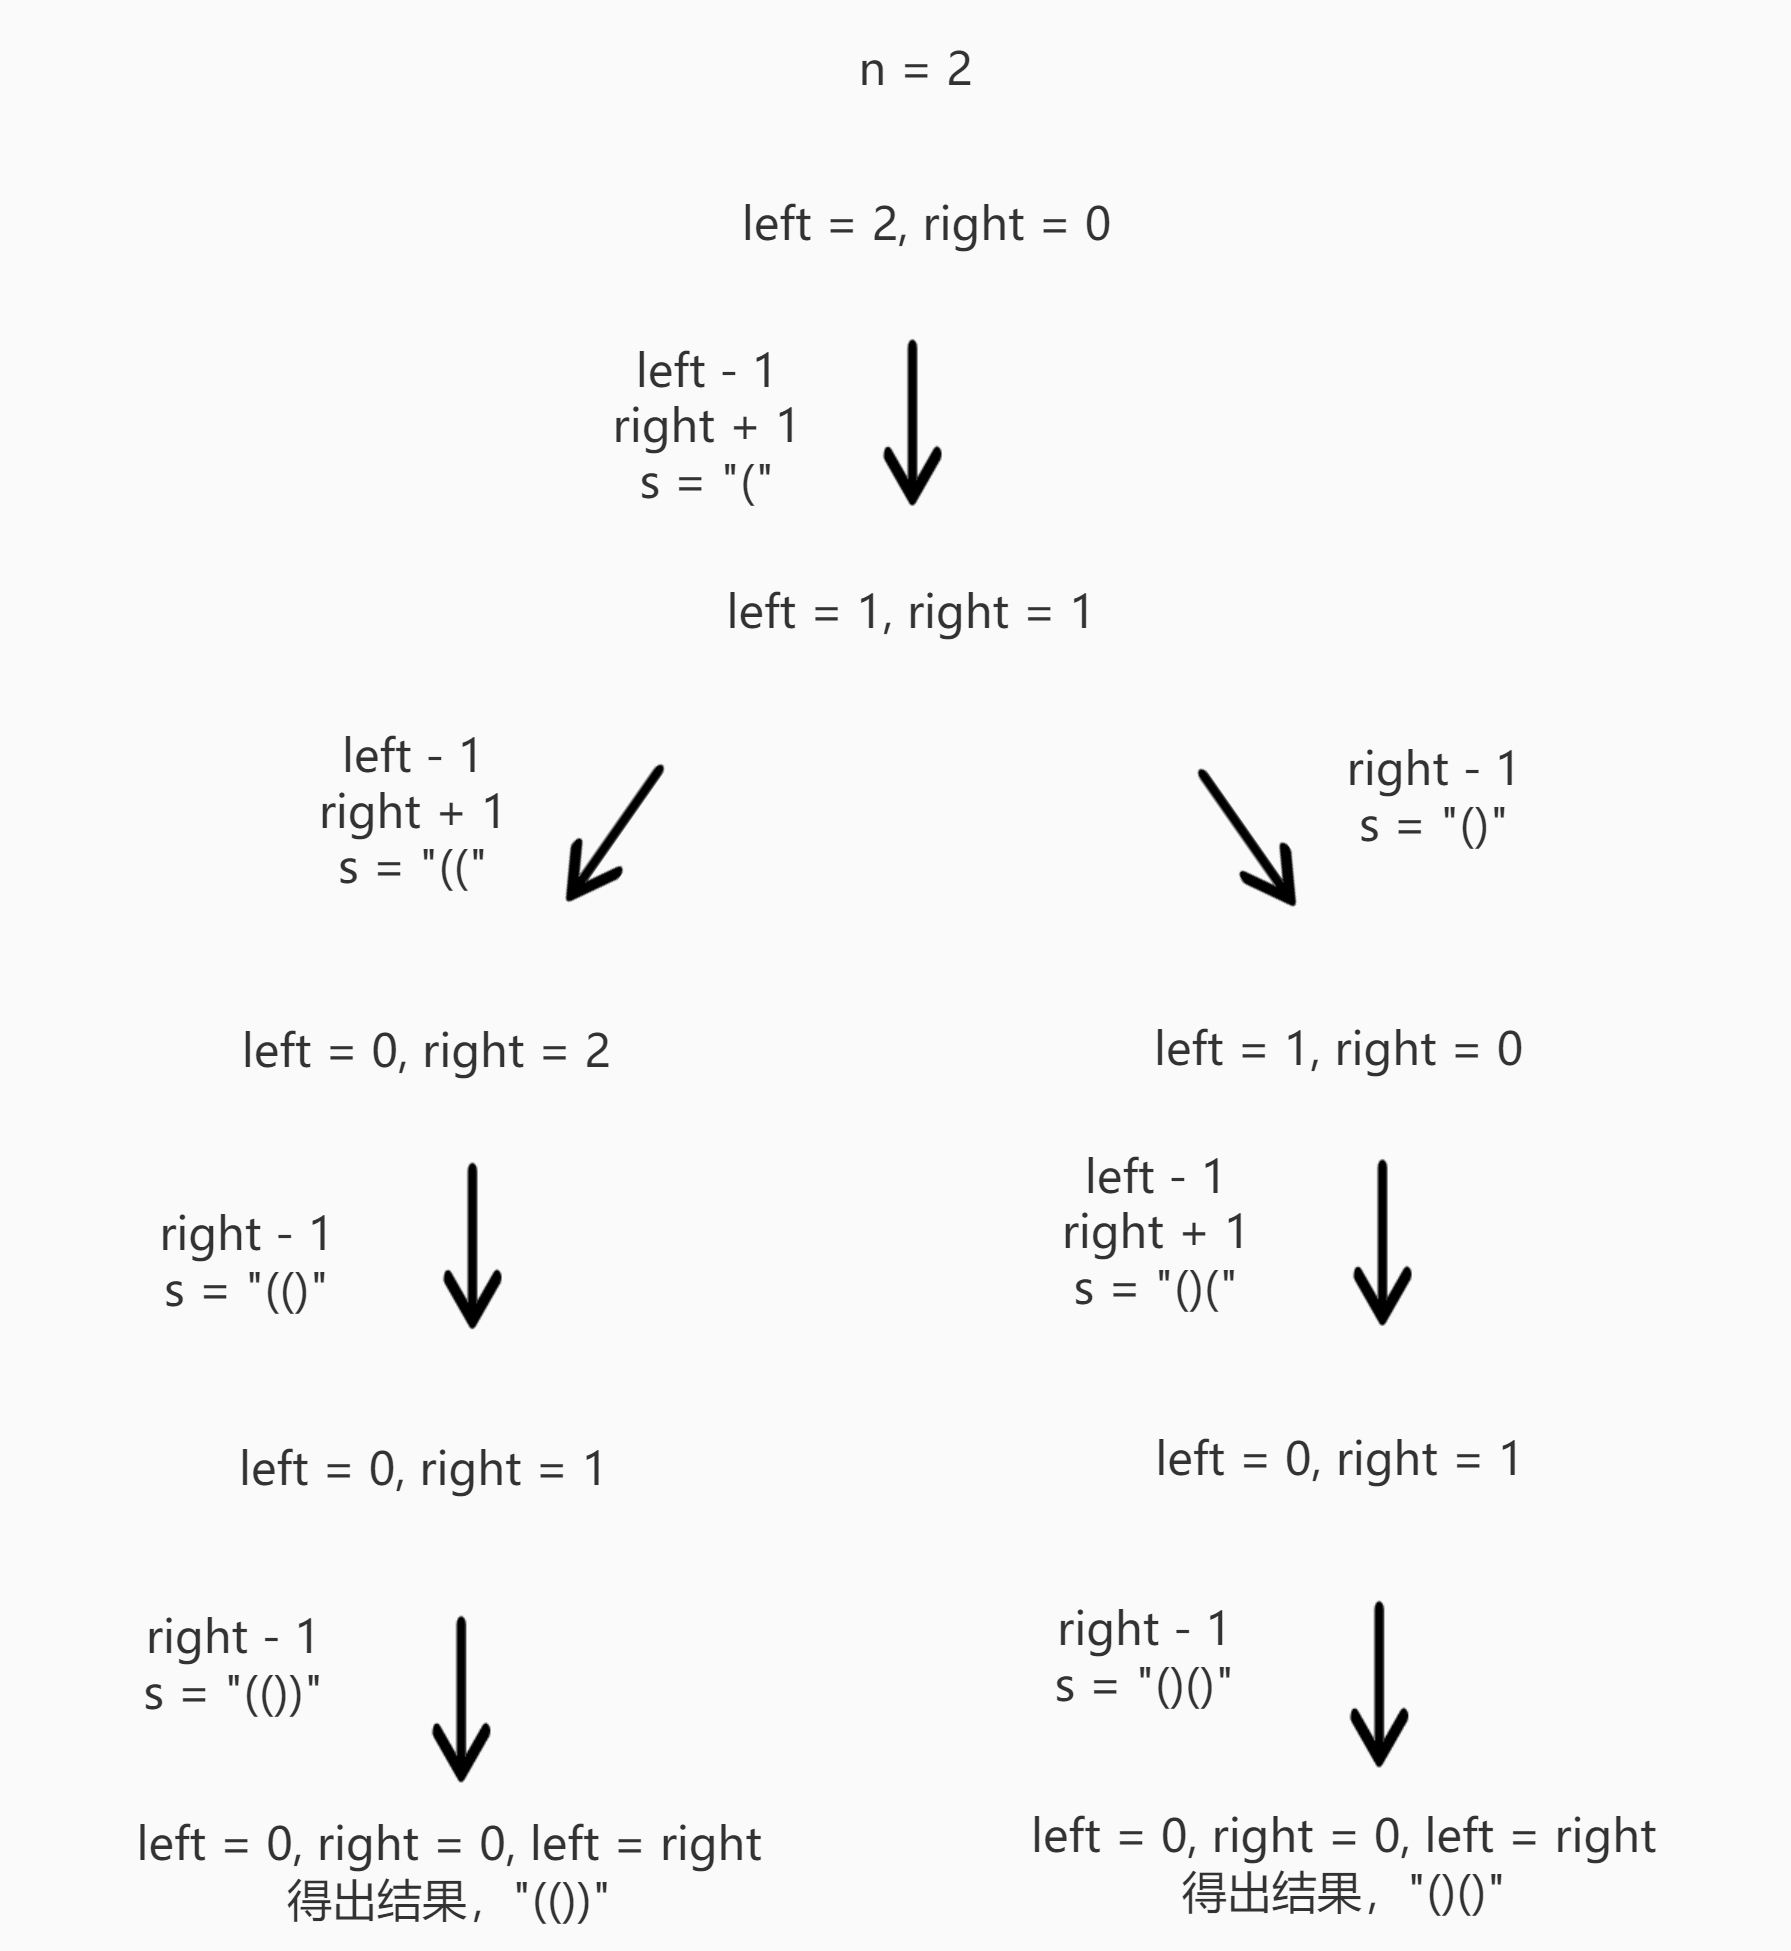 n = 2
left = 2, right = 0
left - 1
right + 1
s = "("
left = 1, right = 1
left - 1
right + 1
s = "(("
right - 1
s = "()"
left = 0, right = 2
left = 1, right = 0
right - 1
s = "(()"
left - 1
right + 1
s = "()("
left = 0, right = 1
left = 0, right = 1
right - 1
s = "(())"
right - 1
s = "()()"
left = 0, right = 0, left = right
得出结果，"(())"
left = 0, right = 0, left = right
得出结果，"()()"